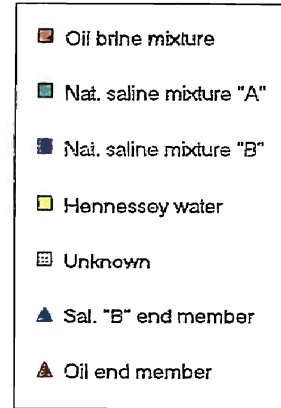 Oil brine mixture
Nat. saline mixture "A"
Nat. saline mixture "B"
Hennessey water
Unknown
Sal. "B" end member
Oil end member